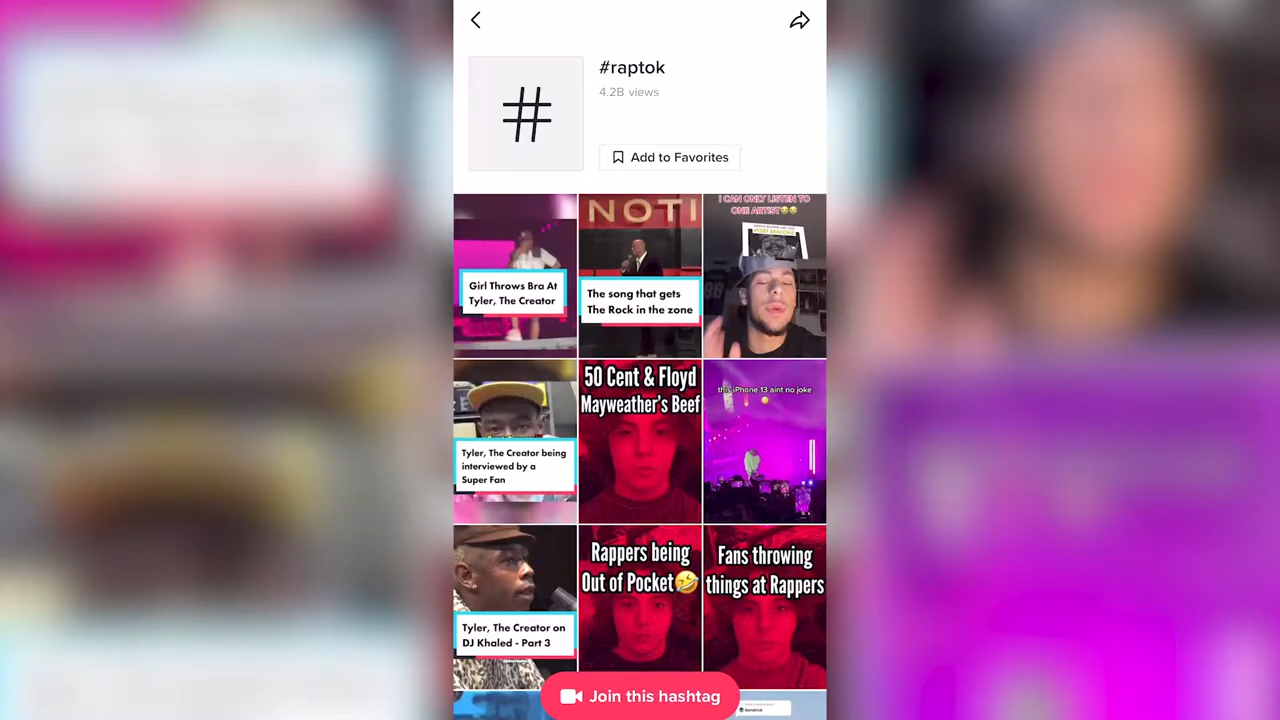 #raptok
4.2B views
Add to Favorites
Girl Throws Bra At
Tyler, The Creator
NOTI
The song that gets
The Rock in the zone
I CAN ONLY LISTEN TO
ONE ARTIST😭😭
Tyler, The Creator being
interviewed by a
Super Fan
50 Cent & Floyd
Mayweather's Beef
this iPhone 13 aint no joke
Tyler, The Creator on
DJ Khaled - Part 3
Rappers being
Out of Pocket🤣
Fans throwing
things at Rappers
Join this hashtag
kendrick